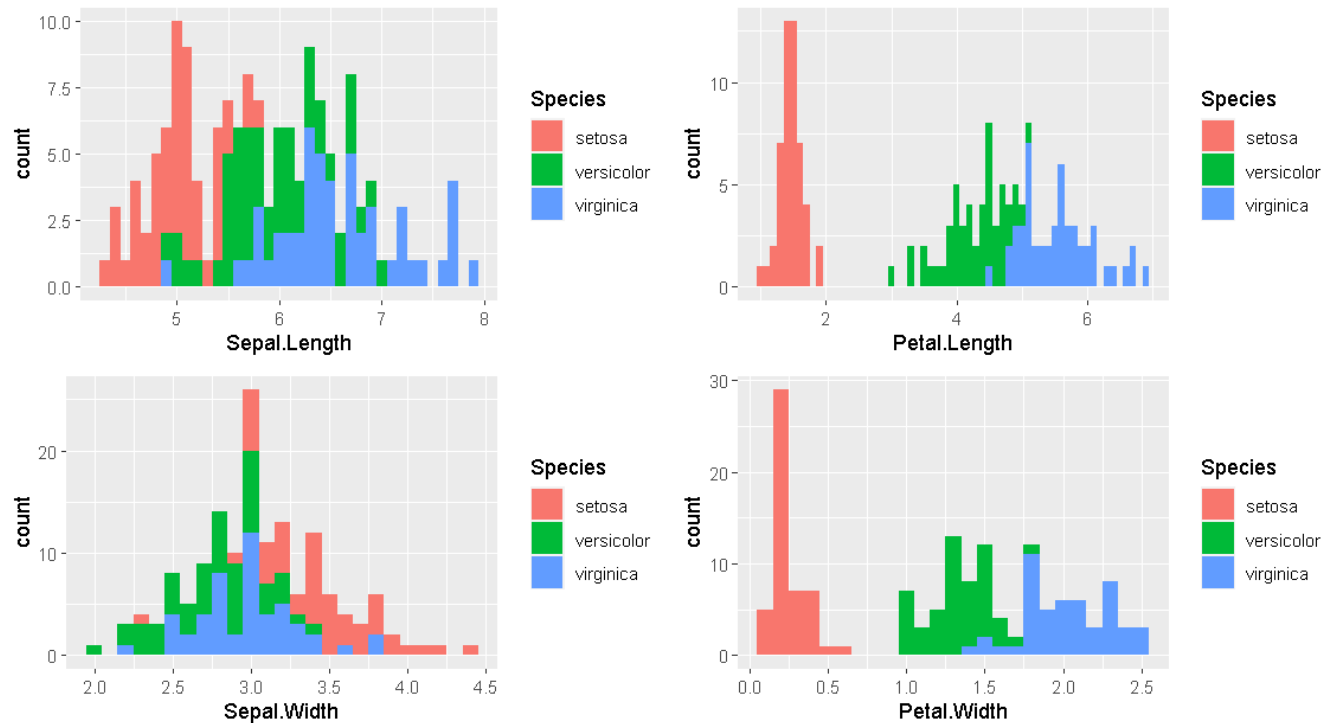 10.0
7.5
5.0
2.5
0.0
count
5 6 7 8
Sepal.Length
Species
setosa
versicolor
virginica
10
5
0
count
2 4 6
Petal.Length
Species
setosa
versicolor
virginica
20
10
0
count
2.0 2.5 3.0 3.5 4.0 4.5
Sepal.Width
Species
setosa
versicolor
virginica
30
20
10
0
count
0.0 0.5 1.0 1.5 2.0 2.5
Petal.Width
Species
setosa
versicolor
virginica